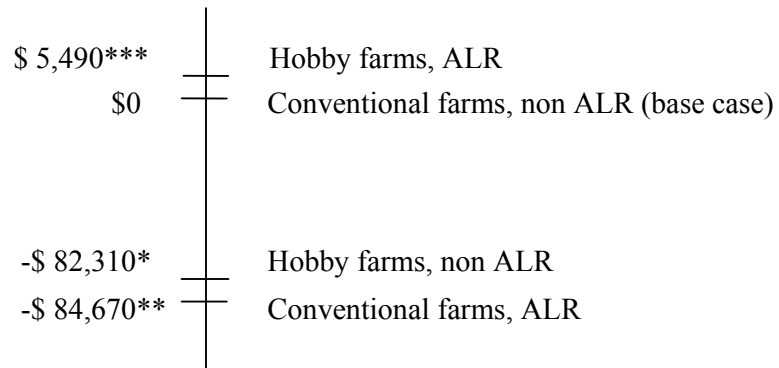 $ 5,490*** Hobby farms, ALR
$0 Conventional farms, non ALR (base case)
-$ 82,310* Hobby farms, non ALR
-$ 84,670** Conventional farms, ALR